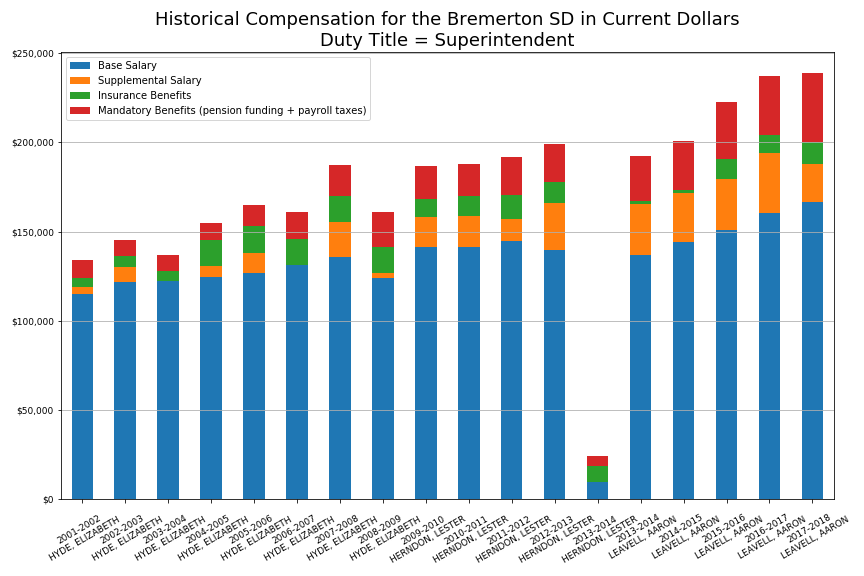 Historical Compensation for the Bremerton SD in Current Dollars
Duty Title = Superintendent
Base Salary
Supplemental Salary
Insurance Benefits
Mandatory Benefits (pension funding + payroll taxes)
$250,000
$200,000
$150,000
$100,000
$50,000
$0
2001-2002
HYDE, ELIZABETH
2002-2003
HYDE, ELIZABETH
2003-2004
HYDE, ELIZABETH
2004-2005
HYDE, ELIZABETH
2005-2006
HYDE, ELIZABETH
2006-2007
HYDE, ELIZABETH
2007-2008
HYDE, ELIZABETH
2008-2009
HYDE, ELIZABETH
2009-2010
HERNDON, LESTER
2010-2011
HERNDON, LESTER
2011-2012
HERNDON, LESTER
2012-2013
HERNDON, LESTER
2013-2014
HERNDON, LESTER
2013-2014
LEAVELL, AARON
2014-2015
LEAVELL, AARON
2015-2016
LEAVELL, AARON
2016-2017
LEAVELL, AARON
2017-2018
LEAVELL, AARON